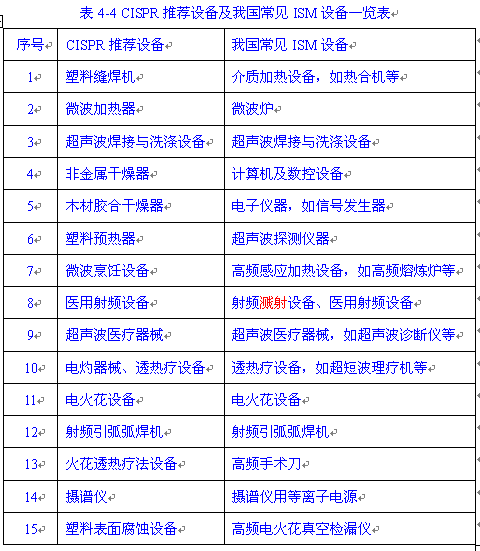 表 4-4 CISPR 推荐设备及我国常见 ISM 设备一览表
序号 CISPR 推荐设备 我国常见 ISM 设备
1 塑料缝焊机 介质加热设备，如热合机等
2 微波加热器 微波炉
3 超声波焊接与洗涤设备 超声波焊接与洗涤设备
4 非金属干燥器 计算机及数控设备
5 木材胶合干燥器 电子仪器，如信号发生器
6 塑料预热器 超声波探测仪器
7 微波烹饪设备 高频感应加热设备，如高频熔炼炉等
8 医用射频设备 射频溅射设备、医用射频设备
9 超声波医疗器械 超声波医疗器械，如超声波诊断仪等
10 电灼器械、透热疗设备 透热疗设备，如超短波理疗机等
11 电火花设备 电火花设备
12 射频引弧弧焊机 射频引弧弧焊机
13 火花透热疗法设备 高频手术刀
14 摄谱仪 摄谱仪用等离子电源
15 塑料表面腐蚀设备 高频电火花真空检漏仪